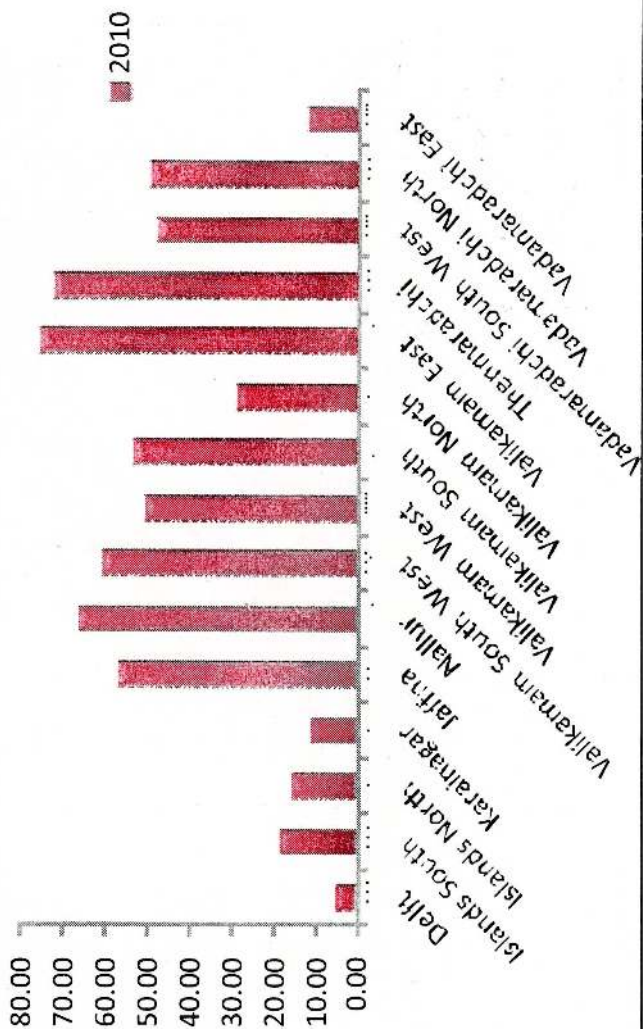 2010
80.00
70.00
60.00
50.00
40.00
30.00
20.00
10.00
0.00
Delft
Islands South
Islands North
Karainagar
Jaffna
Nallur
Valikamam South West
Valikamam West
Valikamam South
Valikamam North
Valikamam East
Thenmaradchi
Vadamaradchi South West
Vadamaradchi North
Vadamaradchi East